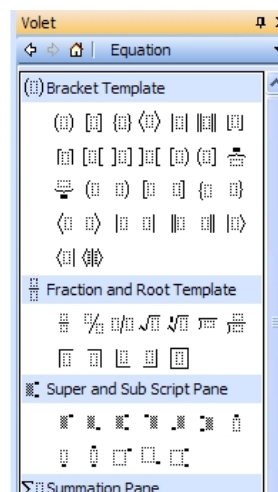 Volet
Equation
Bracket Template
Fraction and Root Template
Super and Sub Script Pane
Summation Pane